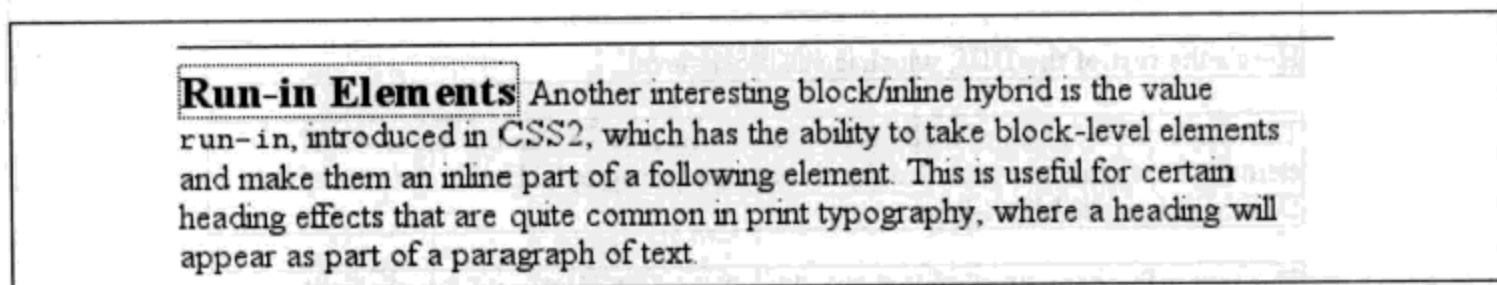 Run-in Elements Another interesting block/inline hybrid is the value
run-in, introduced in CSS2, which has the ability to take block-level elements
and make them an inline part of a following element. This is useful for certain
heading effects that are quite common in print typography, where a heading will
appear as part of a paragraph of text.